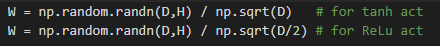 W = np.random.randn(D,H) / np.sqrt(D)   # for tanh act
W = np.random.randn(D,H) / np.sqrt(D/2) # for ReLu act